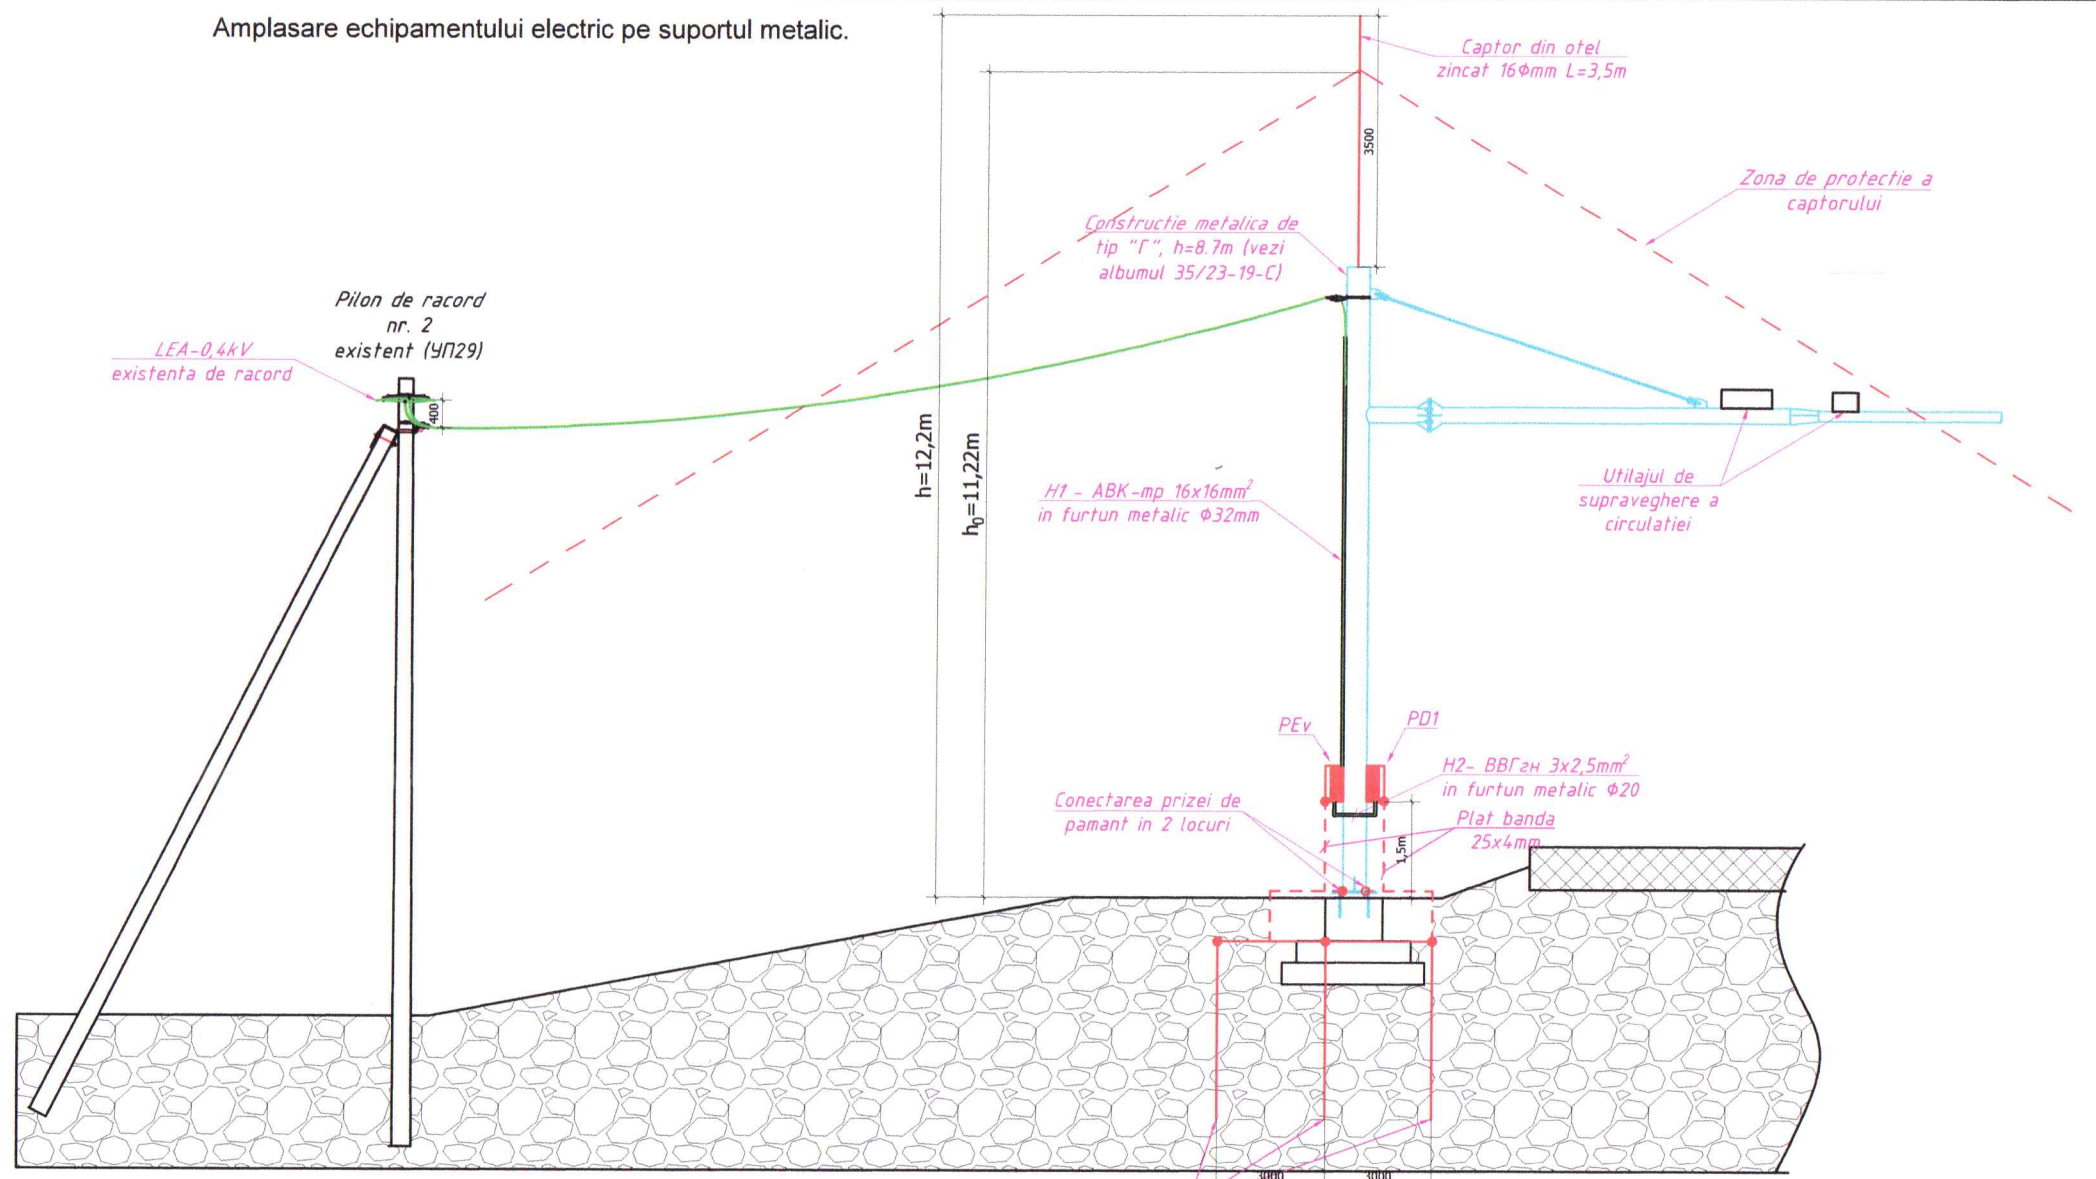 Amplasare echipamentului electric pe suportul metalic.
Captor din otel
zincat 16Φmm L=3,5m
3500
Zona de protectie a
captorului
Constructie metalica de
tip "Г", h=8.7m (vezi
albumul 35/23-19-C)
Pilon de racord
nr. 2
existent (УП29)
LEA-0,4kV
existenta de racord
400
h=12,2m
h₀=11,22m
H1 - ABK-mp 16x16mm²
in furtun metalic Φ32mm
Utilajul de
supraveghere a
circulatiei
PEv
PD1
H2- ВВГгн 3x2,5mm²
in furtun metalic Φ20
Conectarea prizei de
pamant in 2 locuri
Plat banda
25x4mm
1,5m
3000
3000